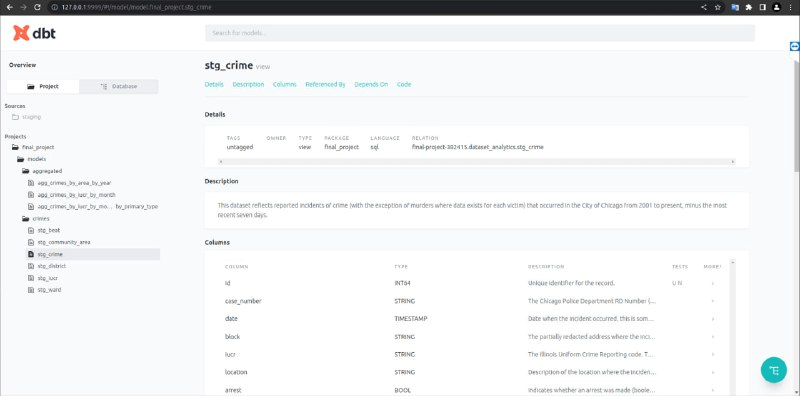 127.0.0.1:9999/#!/model/model.final_project.stg_crime
dbt
Search for models...
Overview
Project
Database
Sources
staging
Projects
final_project
models
aggregated
agg_crimes_by_area_by_year
agg_crimes_by_iucr_by_month
agg_crimes_by_iucr_by_mo... by_primary_type
crimes
stg_beat
stg_community_area
stg_crime
stg_district
stg_iucr
stg_ward
stg_crime view
Details Description Columns Referenced By Depends On Code
Details
TAGS OWNER TYPE PACKAGE LANGUAGE RELATION
untagged view final_project sql final-project-382415.dataset_analytics.stg_crime
Description
This dataset reflects reported incidents of crime (with the exception of murders where data exists for each victim) that occurred in the City of Chicago from 2001 to present, minus the most
recent seven days.
Columns
COLUMN TYPE DESCRIPTION TESTS MORE?
id INT64 Unique identifier for the record. U N
case_number STRING The Chicago Police Department RD Number (...
date TIMESTAMP Date when the incident occurred. this is som...
block STRING The partially redacted address where the inci...
iucr STRING The Illinois Uniform Crime Reporting code. T...
location STRING Description of the location where the inciden...
arrest BOOL Indicates whether an arrest was made (boole...